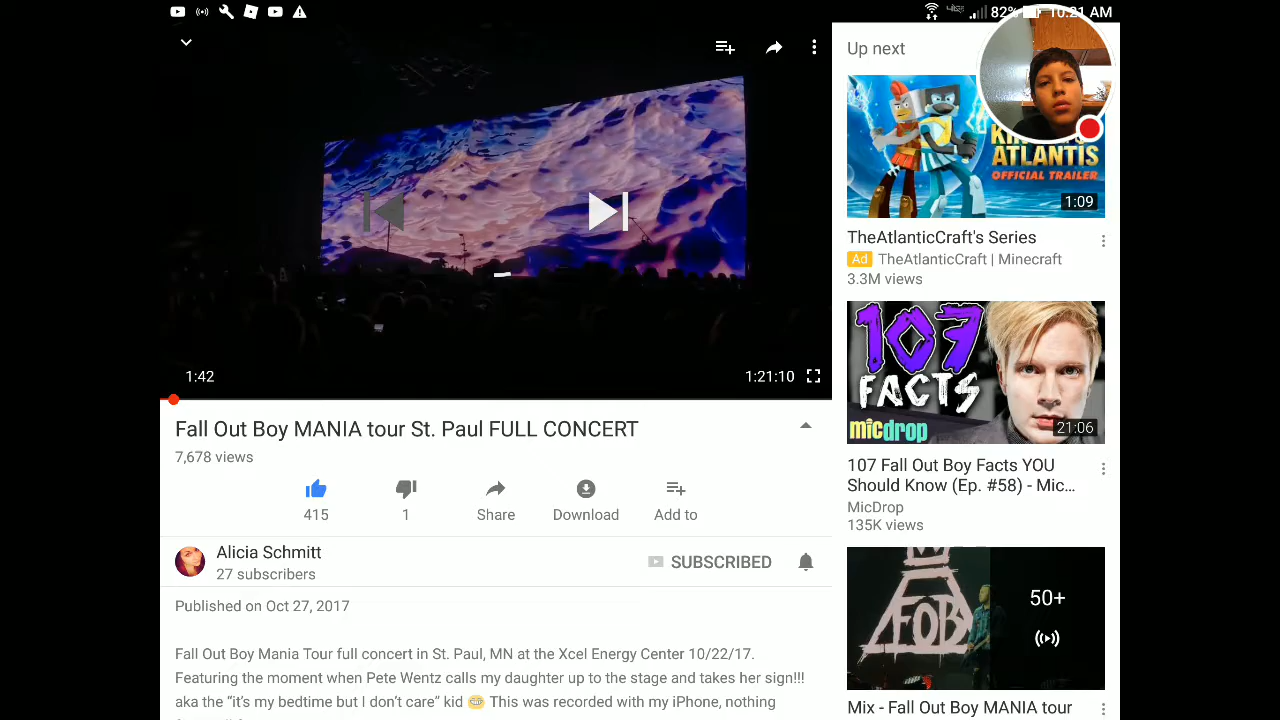 82% 10:21 AM
Up next
ATLANTIS
OFFICIAL TRAILER
1:09
TheAtlanticCraft's Series
Ad TheAtlanticCraft | Minecraft
3.3M views
107
FACTS
micdrop
21:06
107 Fall Out Boy Facts YOU
Should Know (Ep. #58) - Mic...
MicDrop
135K views
FOB
50+
Mix - Fall Out Boy MANIA tour
1:42
1:21:10
Fall Out Boy MANIA tour St. Paul FULL CONCERT
7,678 views
415
1
Share
Download
Add to
Alicia Schmitt
27 subscribers
SUBSCRIBED
Published on Oct 27, 2017
Fall Out Boy Mania Tour full concert in St. Paul, MN at the Xcel Energy Center 10/22/17.
Featuring the moment when Pete Wentz calls my daughter up to the stage and takes her sign!!!
aka the “it’s my bedtime but I don’t care” kid 😁 This was recorded with my iPhone, nothing